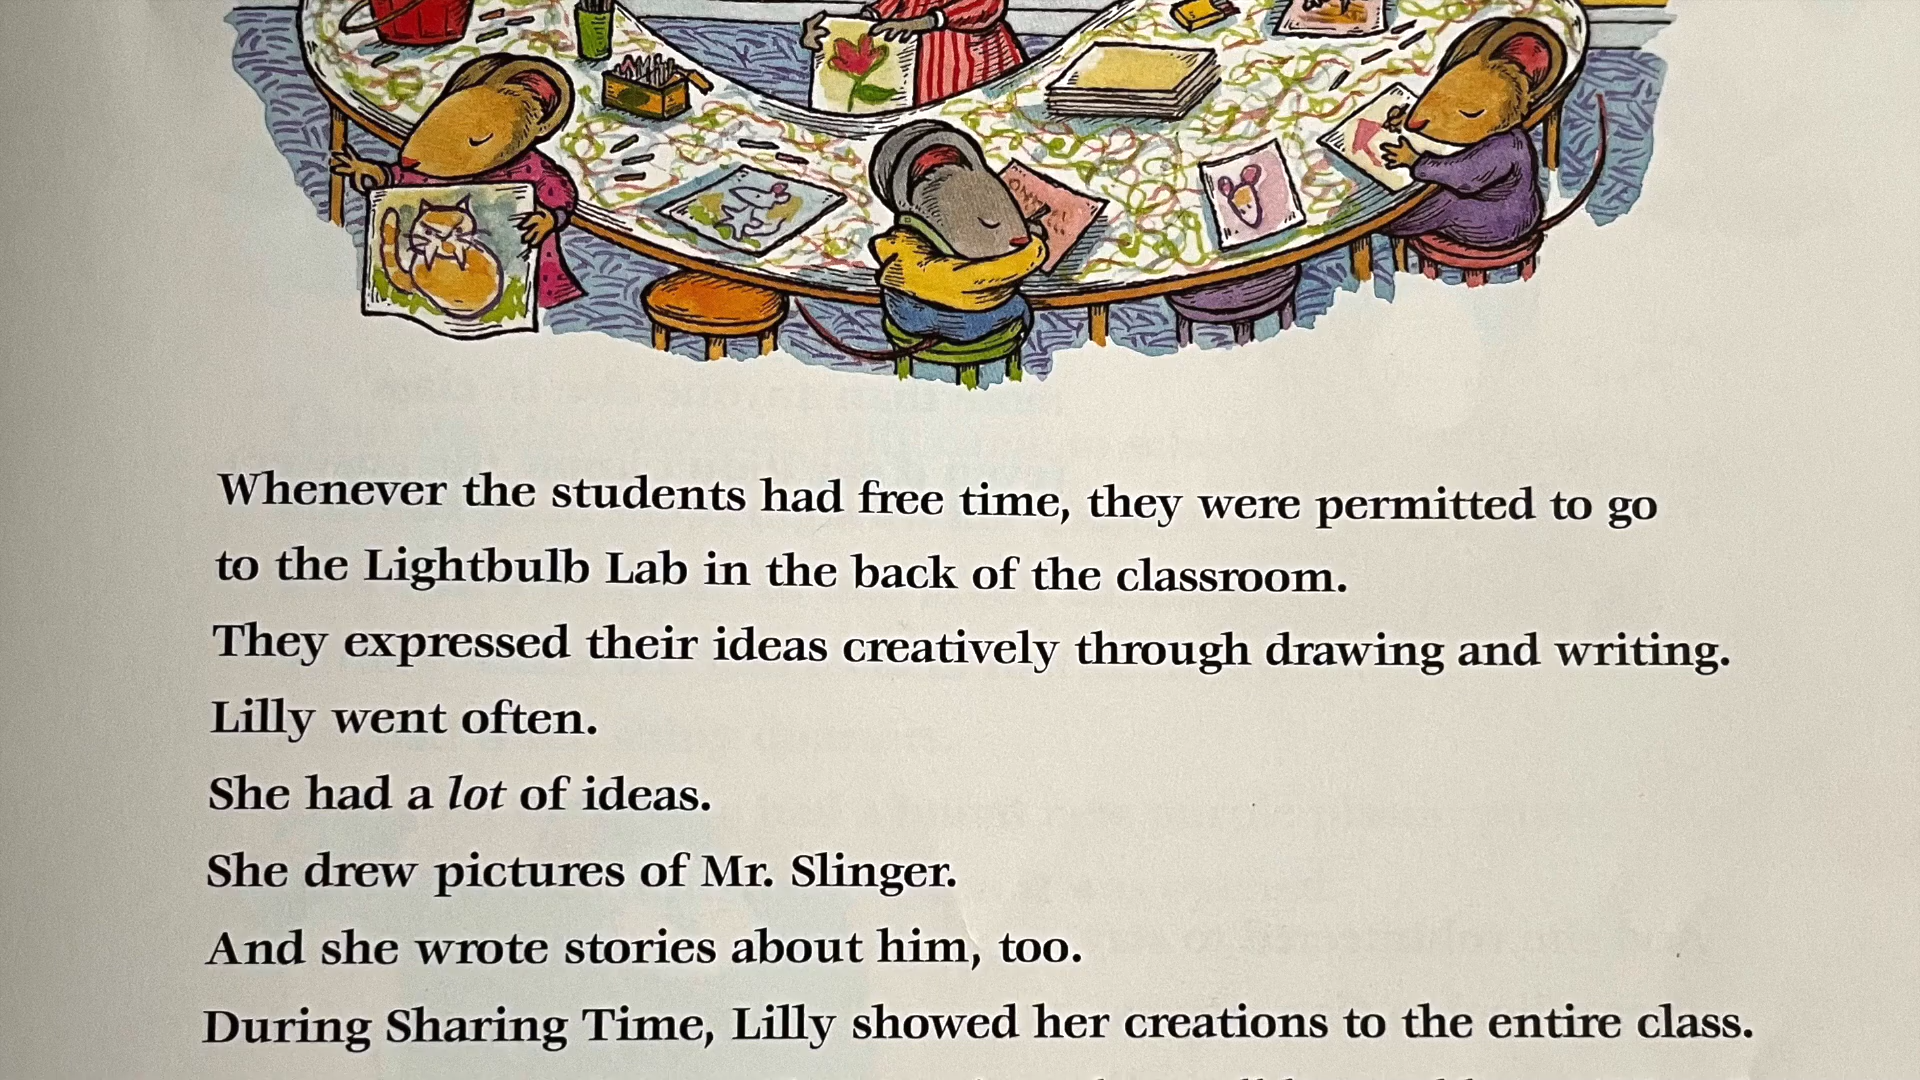 Whenever the students had free time, they were permitted to go
to the Lightbulb Lab in the back of the classroom.
They expressed their ideas creatively through drawing and writing.
Lilly went often.
She had a lot of ideas.
She drew pictures of Mr. Slinger.
And she wrote stories about him, too.
During Sharing Time, Lilly showed her creations to the entire class.